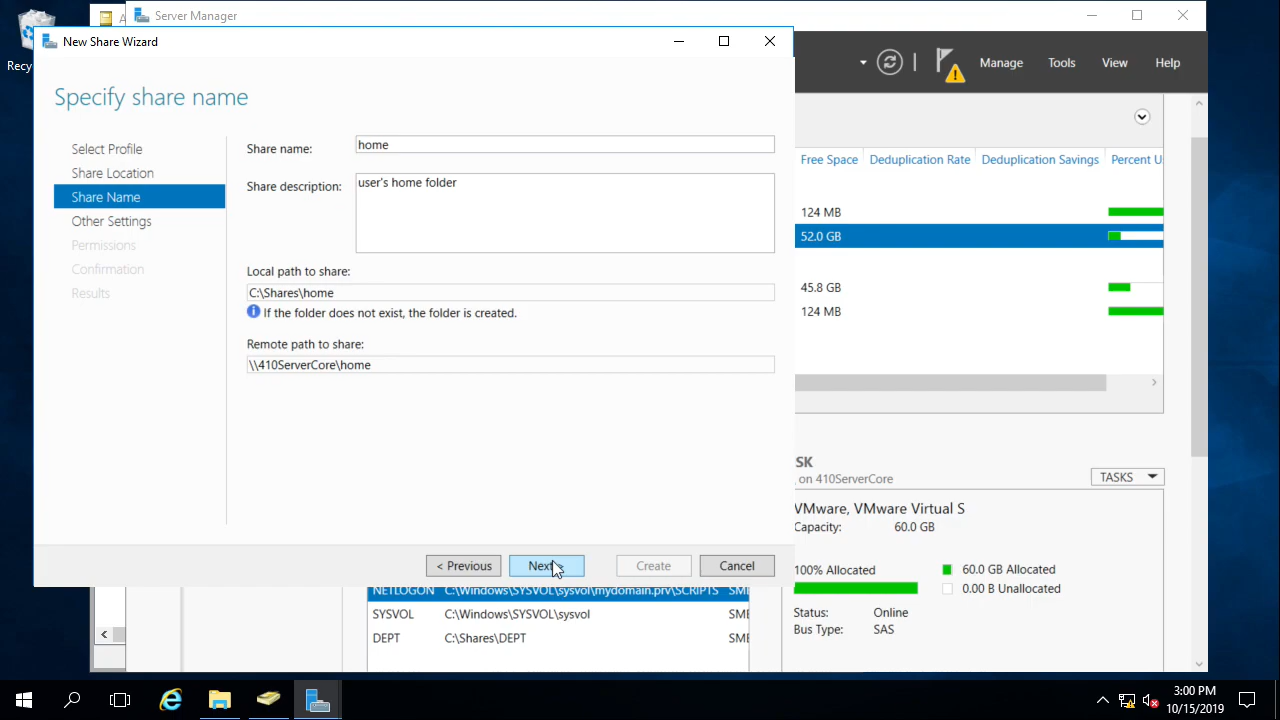 Server Manager
Recy
New Share Wizard
Manage
Tools
View
Help
Specify share name
Select Profile
Share Location
Share Name
Other Settings
Permissions
Confirmation
Results
Share name:
home
Share description:
user's home folder
Local path to share:
C:\Shares\home
If the folder does not exist, the folder is created.
Remote path to share:
\\410ServerCore\home
< Previous
Next
Create
Cancel
Free Space
Deduplication Rate
Deduplication Savings
Percent U
124 MB
52.0 GB
45.8 GB
124 MB
SK
on 410ServerCore
TASKS
VMware, VMware Virtual S
Capacity:
60.0 GB
100% Allocated
60.0 GB Allocated
0.00 B Unallocated
Status:
Online
Bus Type:
SAS
NETLOGON
C:\Windows\SYSVOL\sysvol\mydomain.prv\SCRIPTS
SME
SYSVOL
C:\Windows\SYSVOL\sysvol
SME
DEPT
C:\Shares\DEPT
SME
3:00 PM
10/15/2019